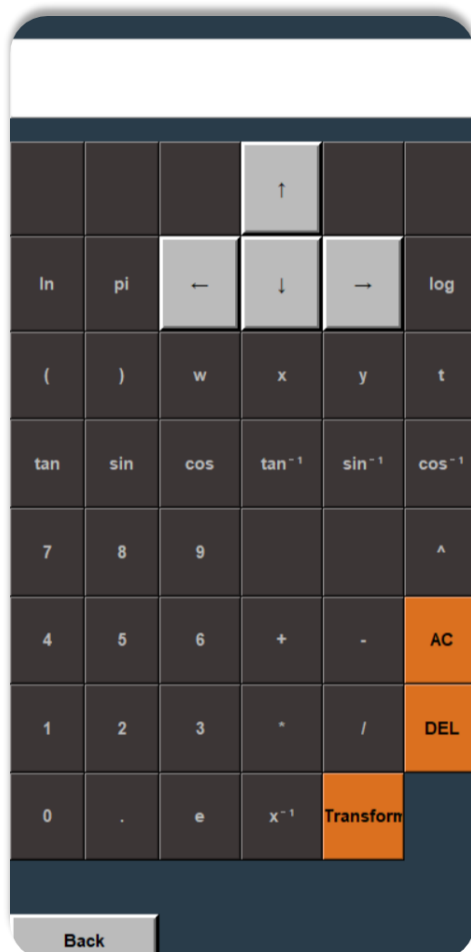 ↑
ln pi ← ↓ → log
( ) w x y t
tan sin cos tan⁻¹ sin⁻¹ cos⁻¹
7 8 9 ^
4 5 6 + - AC
1 2 3 * / DEL
0 . e x⁻¹ Transform
Back